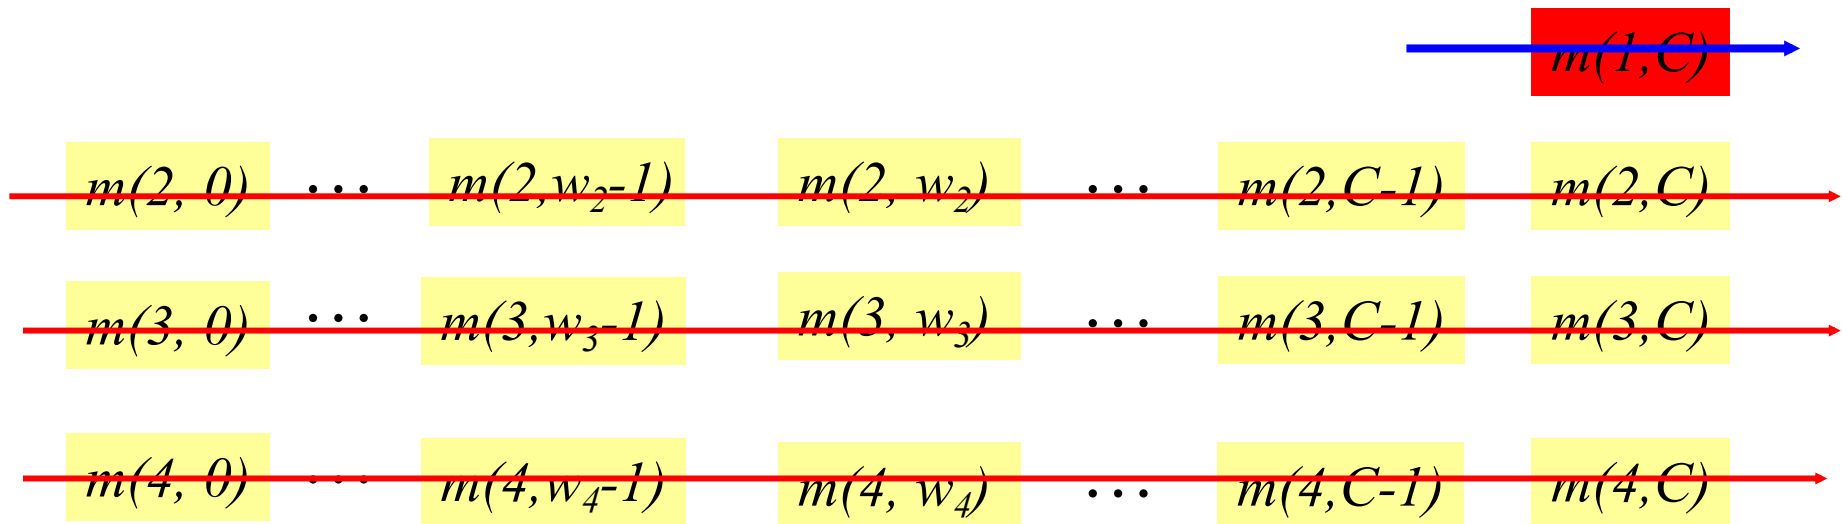 m(1,C)
m(2, 0) ... m(2,w₂-1) m(2, w₂) ... m(2,C-1) m(2,C)
m(3, 0) ... m(3,w₃-1) m(3, w₃) ... m(3,C-1) m(3,C)
m(4, 0) ... m(4,w₄-1) m(4, w₄) ... m(4,C-1) m(4,C)